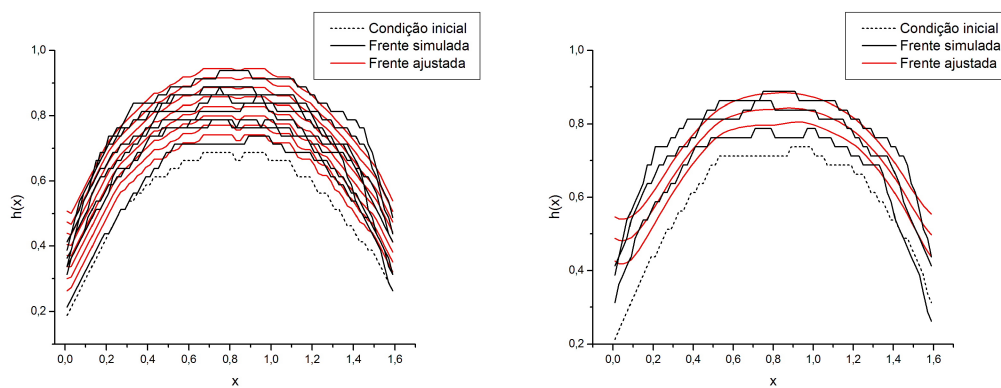 Condição inicial
Frente simulada
Frente ajustada
1,0
0,8
0,6
0,4
0,2
h(x)
0,0 0,2 0,4 0,6 0,8 1,0 1,2 1,4 1,6
x
Condição inicial
Frente simulada
Frente ajustada
1,0
0,8
0,6
0,4
0,2
h(x)
0,0 0,2 0,4 0,6 0,8 1,0 1,2 1,4 1,6
x